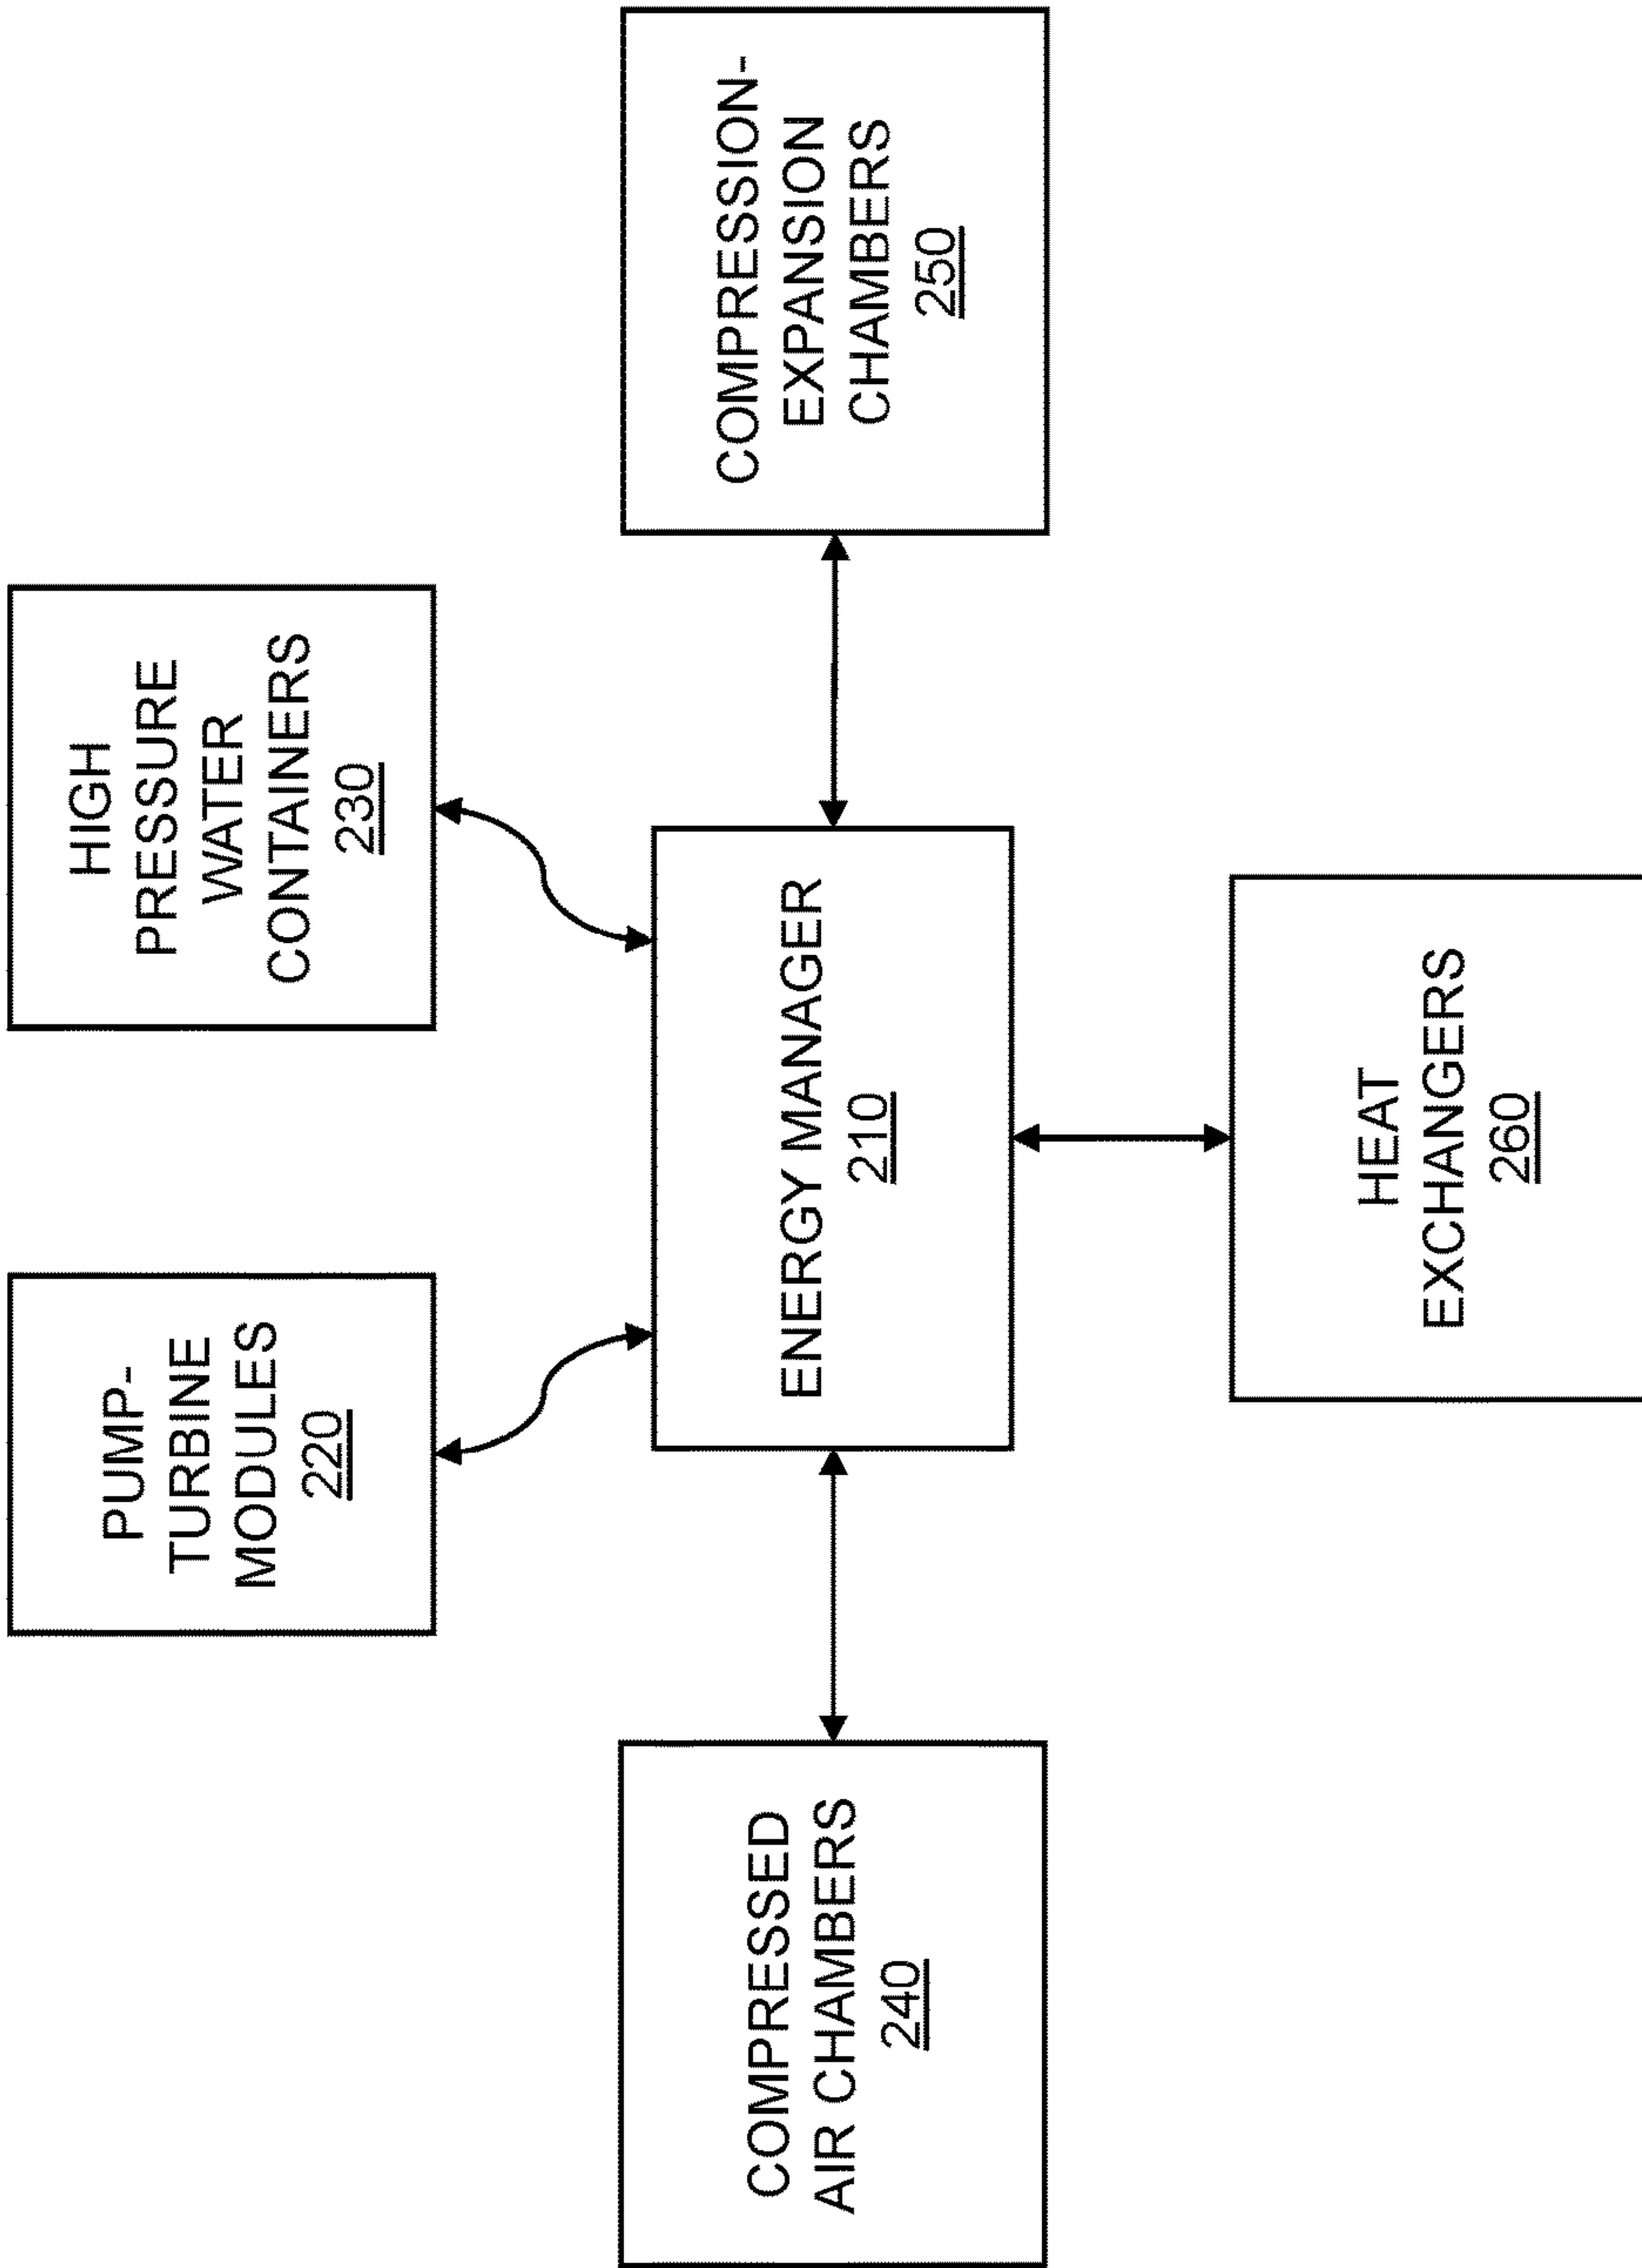 PUMP-
TURBINE
MODULES
220
HIGH
PRESSURE
WATER
CONTAINERS
230
COMPRESSED
AIR CHAMBERS
240
ENERGY MANAGER
210
COMPRESSION-
EXPANSION
CHAMBERS
250
HEAT
EXCHANGERS
260